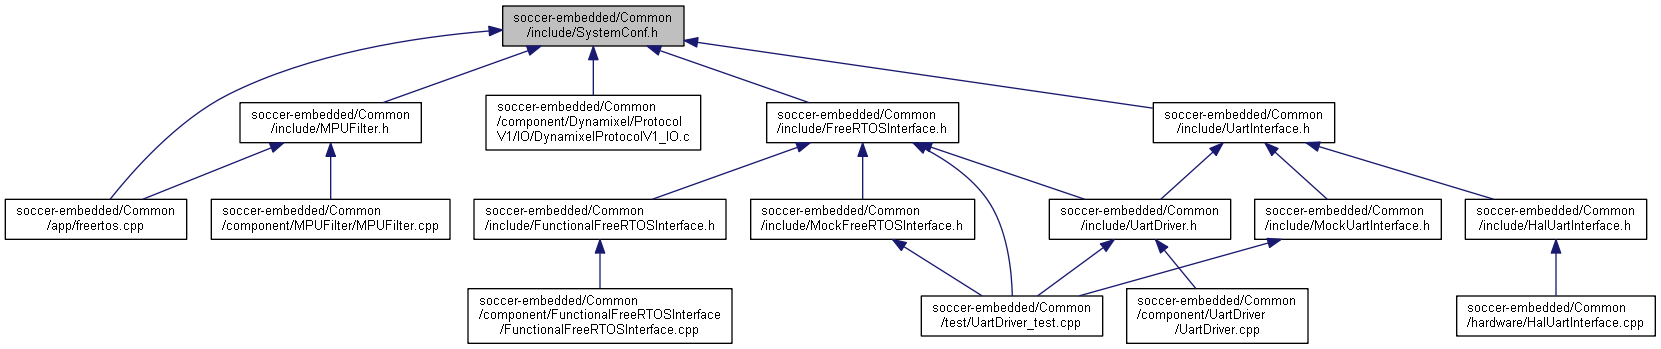 soccer-embedded/Common
/include/SystemConf.h
soccer-embedded/Common
/include/MPUFilter.h
soccer-embedded/Common
/component/Dynamixel/Protocol
V1/IO/DynamixelProtocolV1_IO.c
soccer-embedded/Common
/include/FreeRTOSInterface.h
soccer-embedded/Common
/include/UartInterface.h
soccer-embedded/Common
/app/freertos.cpp
soccer-embedded/Common
/component/MPUFilter/MPUFilter.cpp
soccer-embedded/Common
/include/FunctionalFreeRTOSInterface.h
soccer-embedded/Common
/include/MockFreeRTOSInterface.h
soccer-embedded/Common
/include/UartDriver.h
soccer-embedded/Common
/include/MockUartInterface.h
soccer-embedded/Common
/include/HalUartInterface.h
soccer-embedded/Common
/component/FunctionalFreeRTOSInterface
/FunctionalFreeRTOSInterface.cpp
soccer-embedded/Common
/test/UartDriver_test.cpp
soccer-embedded/Common
/component/UartDriver
/UartDriver.cpp
soccer-embedded/Common
/hardware/HalUartInterface.cpp